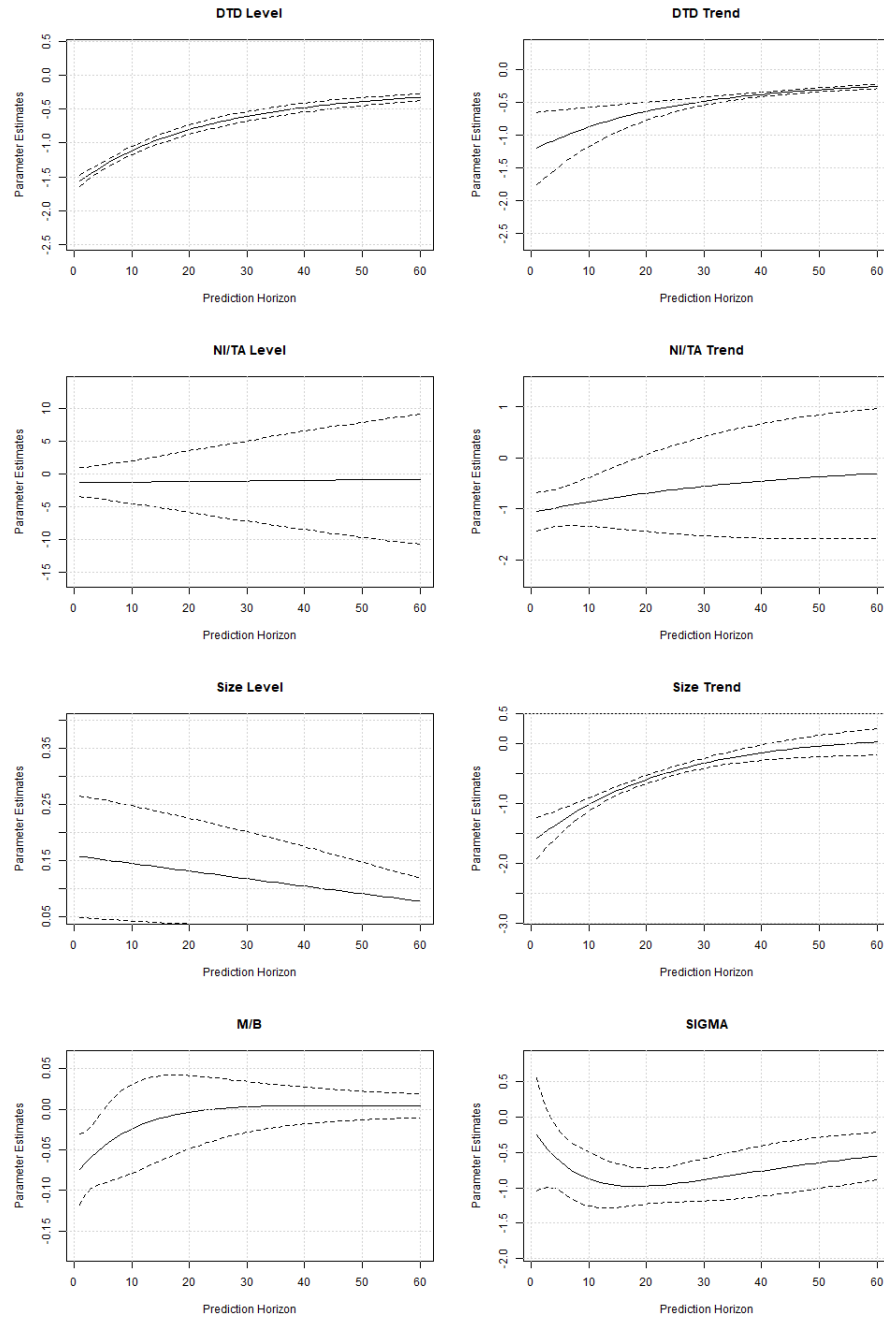 DTD Level
0.5
0.0
-0.5
-1.0
-1.5
-2.0
-2.5
Parameter Estimates
0 10 20 30 40 50 60
Prediction Horizon
DTD Trend
0.0
-0.5
-1.0
-1.5
-2.0
-2.5
Parameter Estimates
0 10 20 30 40 50 60
Prediction Horizon
NI/TA Level
10
5
0
-5
-10
-15
Parameter Estimates
0 10 20 30 40 50 60
Prediction Horizon
NI/TA Trend
1
0
-1
-2
Parameter Estimates
0 10 20 30 40 50 60
Prediction Horizon
Size Level
0.35
0.25
0.15
0.05
Parameter Estimates
0 10 20 30 40 50 60
Prediction Horizon
Size Trend
0.5
0.0
-1.0
-2.0
-3.0
Parameter Estimates
0 10 20 30 40 50 60
Prediction Horizon
M/B
0.05
0.00
-0.05
-0.10
-0.15
Parameter Estimates
0 10 20 30 40 50 60
Prediction Horizon
SIGMA
0.5
0.0
-0.5
-1.0
-1.5
-2.0
Parameter Estimates
0 10 20 30 40 50 60
Prediction Horizon